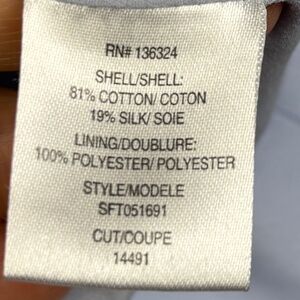 RN# 136324
SHELL/SHELL:
81% COTTON/ COTON
19% SILK/ SOIE
LINING/DOUBLURE:
100% POLYESTER/ POLYESTER
STYLE/MODELE
SFT051691
CUT/COUPE
14491